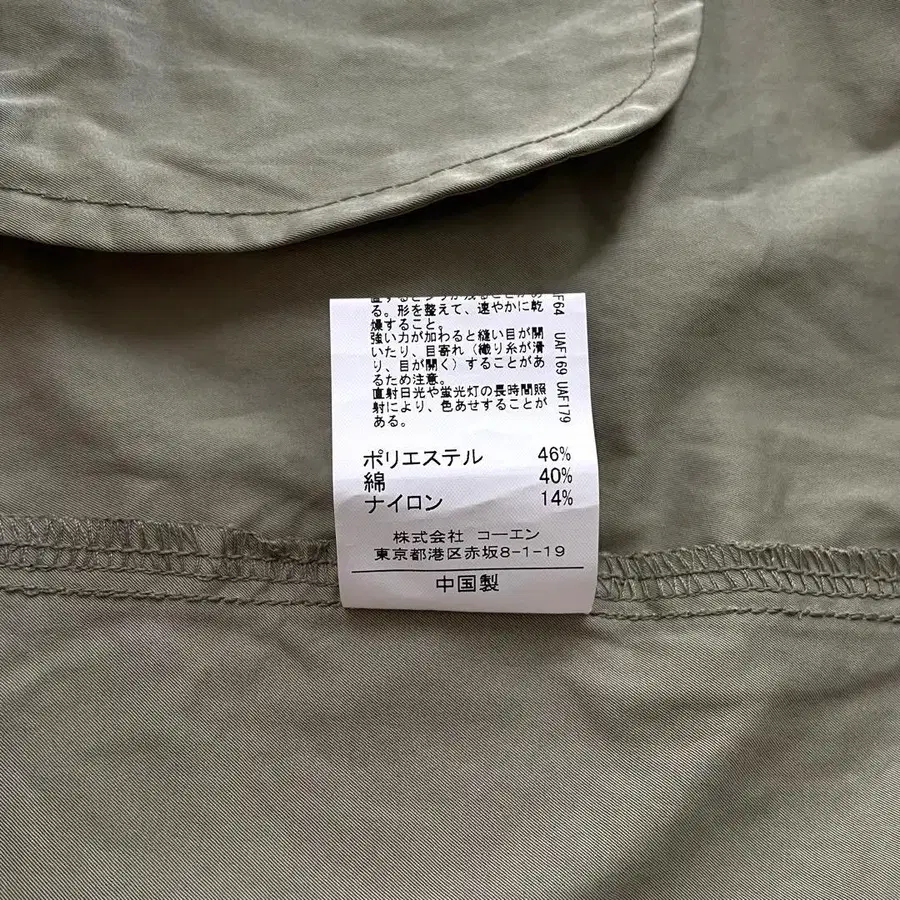 る。形を整えて、速やかに乾
燥すること。
強い力が加わると縫い目が開
いたり、目寄れ（織り糸が滑
り、目が開く）することがあ
るため注意。
直射日光や蛍光灯の長時間照
射により、色あせすることが
ある。
F64 UAF169 UAF179
ポリエステル 46%
綿 40%
ナイロン 14%
株式会社 コーエン
東京都港区赤坂8-1-19
中国製